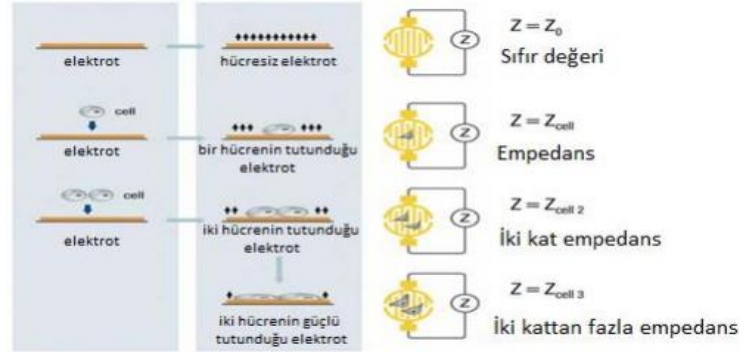 elektrot
hücresiz elektrot
Z
Z = Z₀
Sıfır değeri
cell
elektrot
bir hücrenin tutunduğu
elektrot
Z
Z = Zcell
Empedans
cell
elektrot
iki hücrenin tutunduğu
elektrot
Z
Z = Zcell 2
İki kat empedans
iki hücrenin güçlü
tutunduğu elektrot
Z
Z = Zcell 3
İki kattan fazla empedans